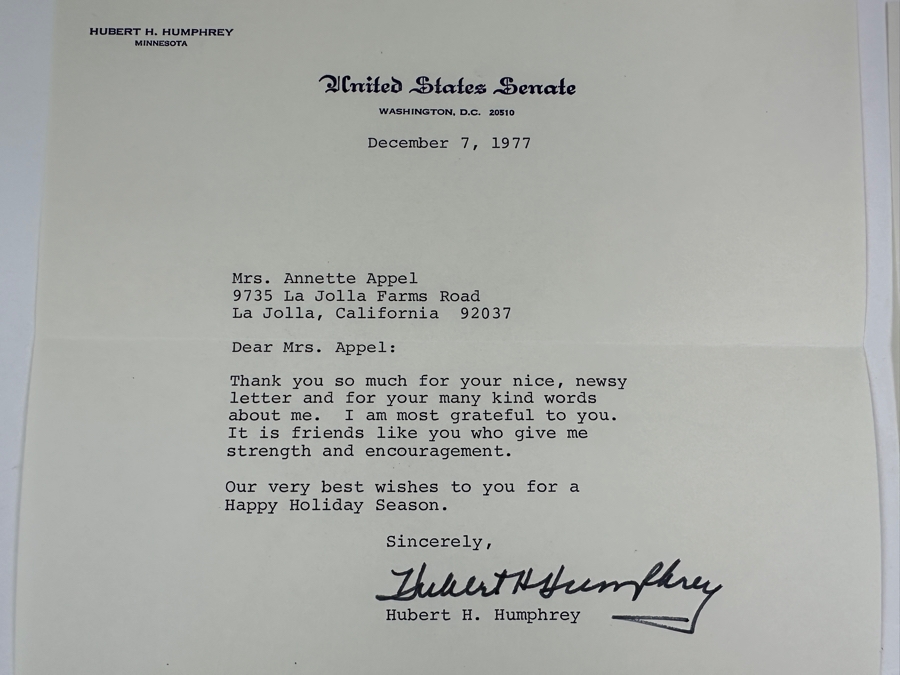 HUBERT H. HUMPHREY
MINNESOTA
United States Senate
WASHINGTON, D.C. 20510
December 7, 1977
Mrs. Annette Appel
9735 La Jolla Farms Road
La Jolla, California 92037
Dear Mrs. Appel:
Thank you so much for your nice, newsy
letter and for your many kind words
about me. I am most grateful to you.
It is friends like you who give me
strength and encouragement.
Our very best wishes to you for a
Happy Holiday Season.
Sincerely,
Hubert H Humphrey
Hubert H. Humphrey